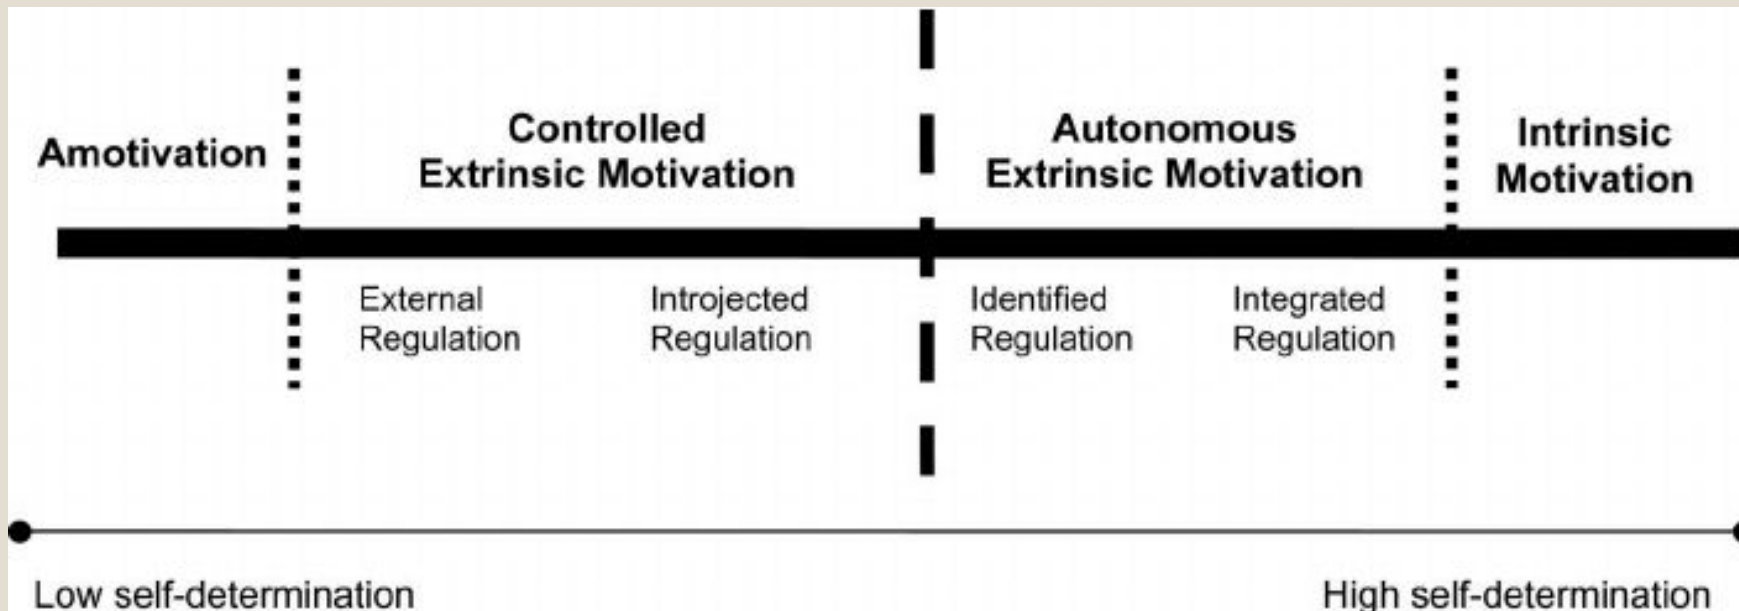 Amotivation
Controlled
Extrinsic Motivation
Autonomous
Extrinsic Motivation
Intrinsic
Motivation
External
Regulation
Introjected
Regulation
Identified
Regulation
Integrated
Regulation
Low self-determination
High self-determination